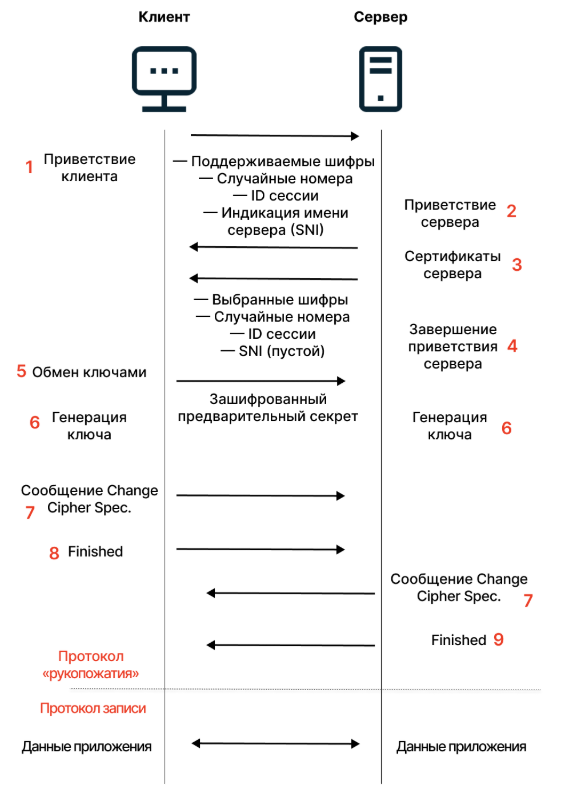 Клиент
Сервер
1
Приветствие
клиента
— Поддерживаемые шифры
— Случайные номера
— ID сессии
— Индикация имени
сервера (SNI)
Приветствие
сервера
2
Сертификаты
сервера
3
— Выбранные шифры
— Случайные номера
— ID сессии
— SNI (пустой)
Завершение
приветствия
сервера
4
5 Обмен ключами
Зашифрованный
предварительный секрет
6
Генерация
ключа
Генерация
ключа
6
Сообщение Change
Cipher Spec.
7
8 Finished
Сообщение Change
Cipher Spec.
7
Finished 9
Протокол
«рукопожатия»
Протокол записи
Данные приложения
Данные приложения